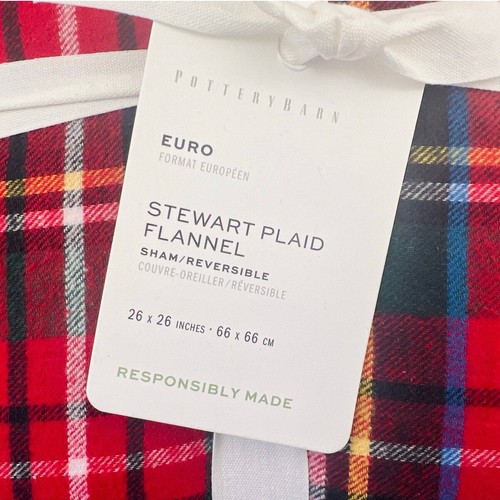 POTTERYBARN
EURO
FORMAT EUROPÉEN
STEWART PLAID
FLANNEL
SHAM/REVERSIBLE
COUVRE-OREILLER/RÉVERSIBLE
26 x 26 INCHES · 66 x 66 CM
RESPONSIBLY MADE